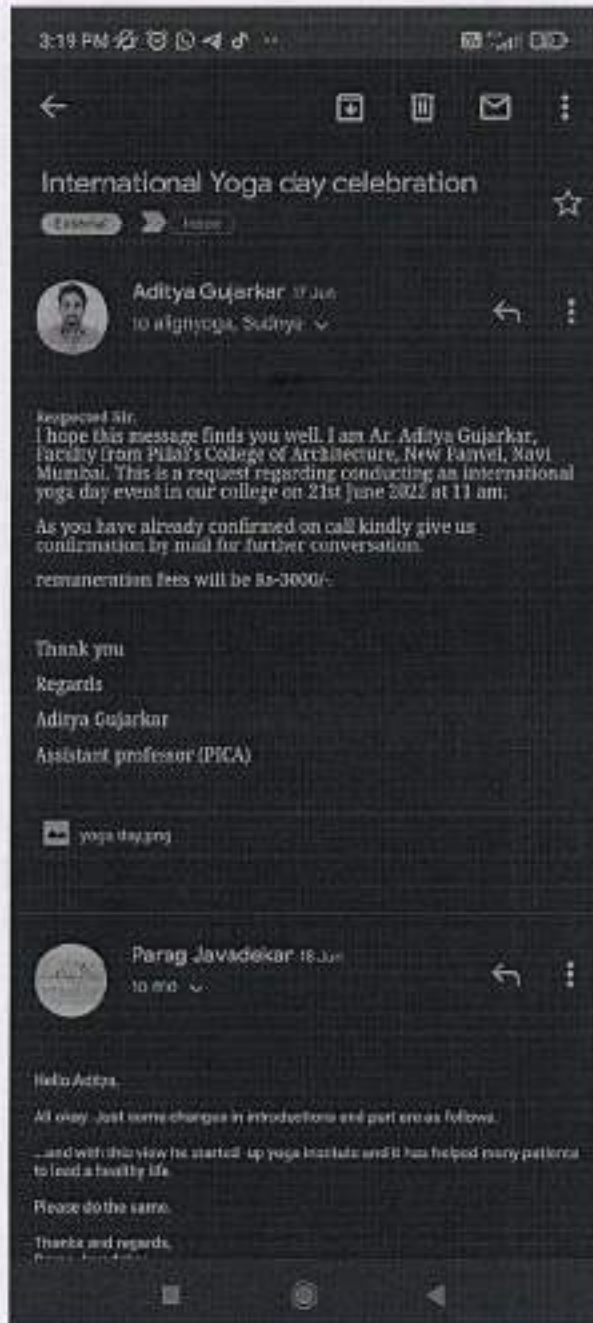 3:19 PM
International Yoga day celebration
External Inbox
Aditya Gujarkar 17 Jun
to alignyoga, Sudnya
Respected Sir,
I hope this message finds you well. I am Ar. Aditya Gujarkar,
Faculty from Pillai's College of Architecture, New Panvel, Navi
Mumbai. This is a request regarding conducting an international
yoga day event in our college on 21st June 2022 at 11 am.
As you have already confirmed on call kindly give us
confirmation by mail for further conversation.
remuneration fees will be Rs-3000/-
Thank you
Regards
Aditya Gujarkar
Assistant professor (PICA)
yoga day.png
Parag Javadekar 18 Jun
to me
Hello Aditya,
All okay. Just some changes in introductions and part are as follows.
...and with this view he started up yoga institute and it has helped many patients
to lead a healthy life.
Please do the same.
Thanks and regards,